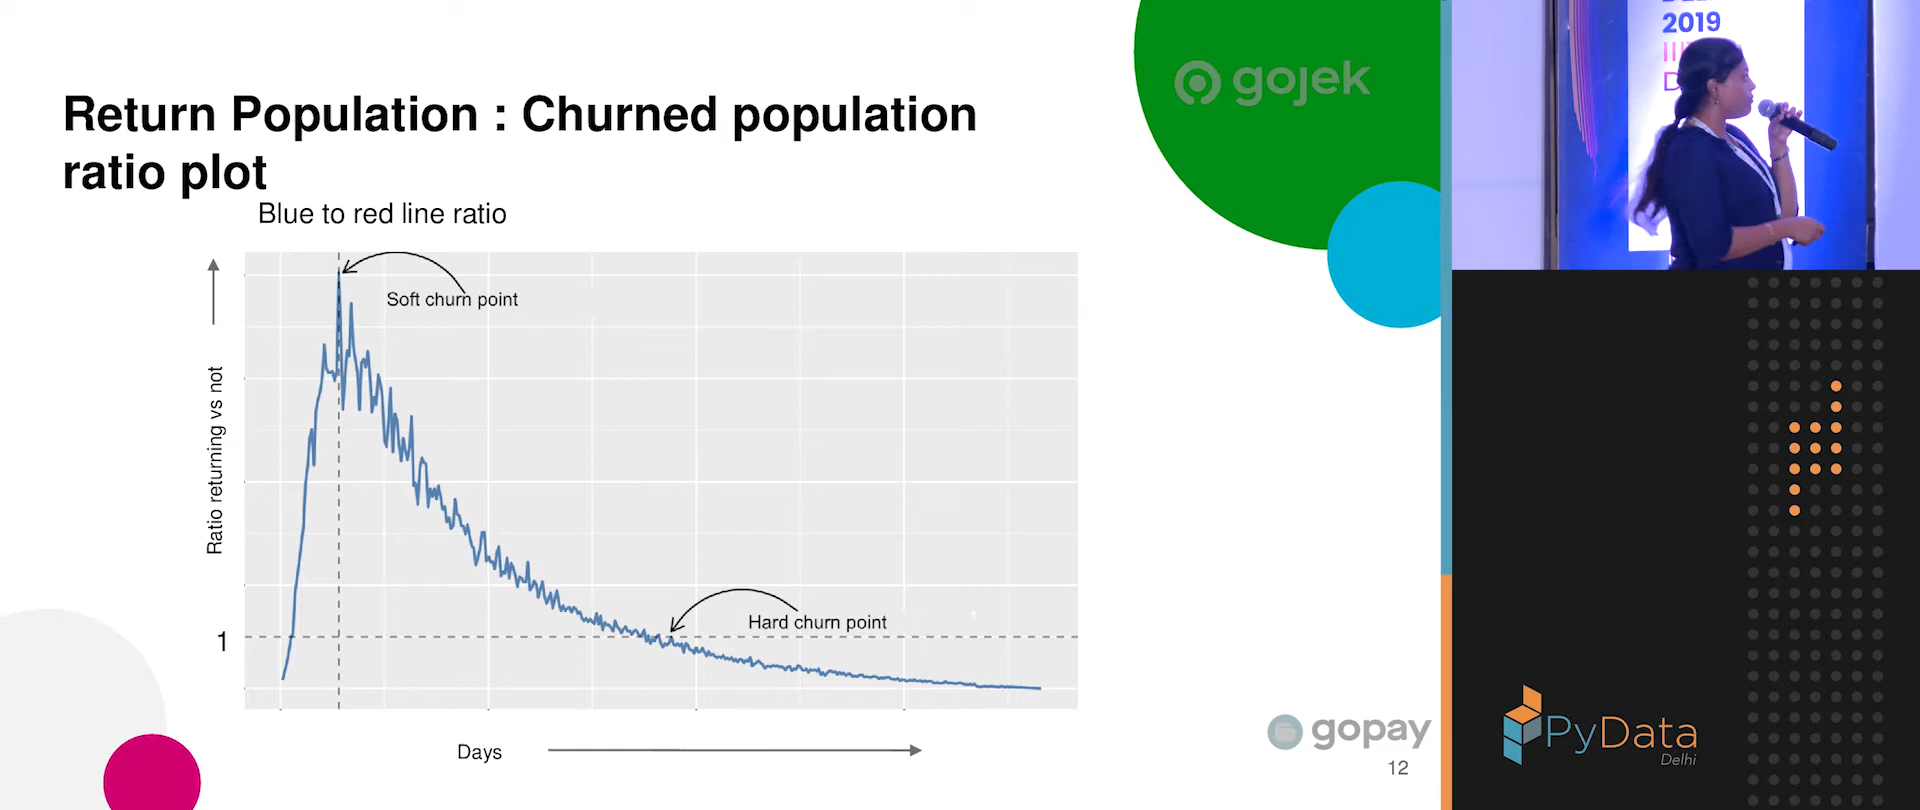 Return Population : Churned population
ratio plot
Blue to red line ratio
Soft churn point
Ratio returning vs not
Hard churn point
1
Days
gojek
gopay
12
2019
PyData
Delhi